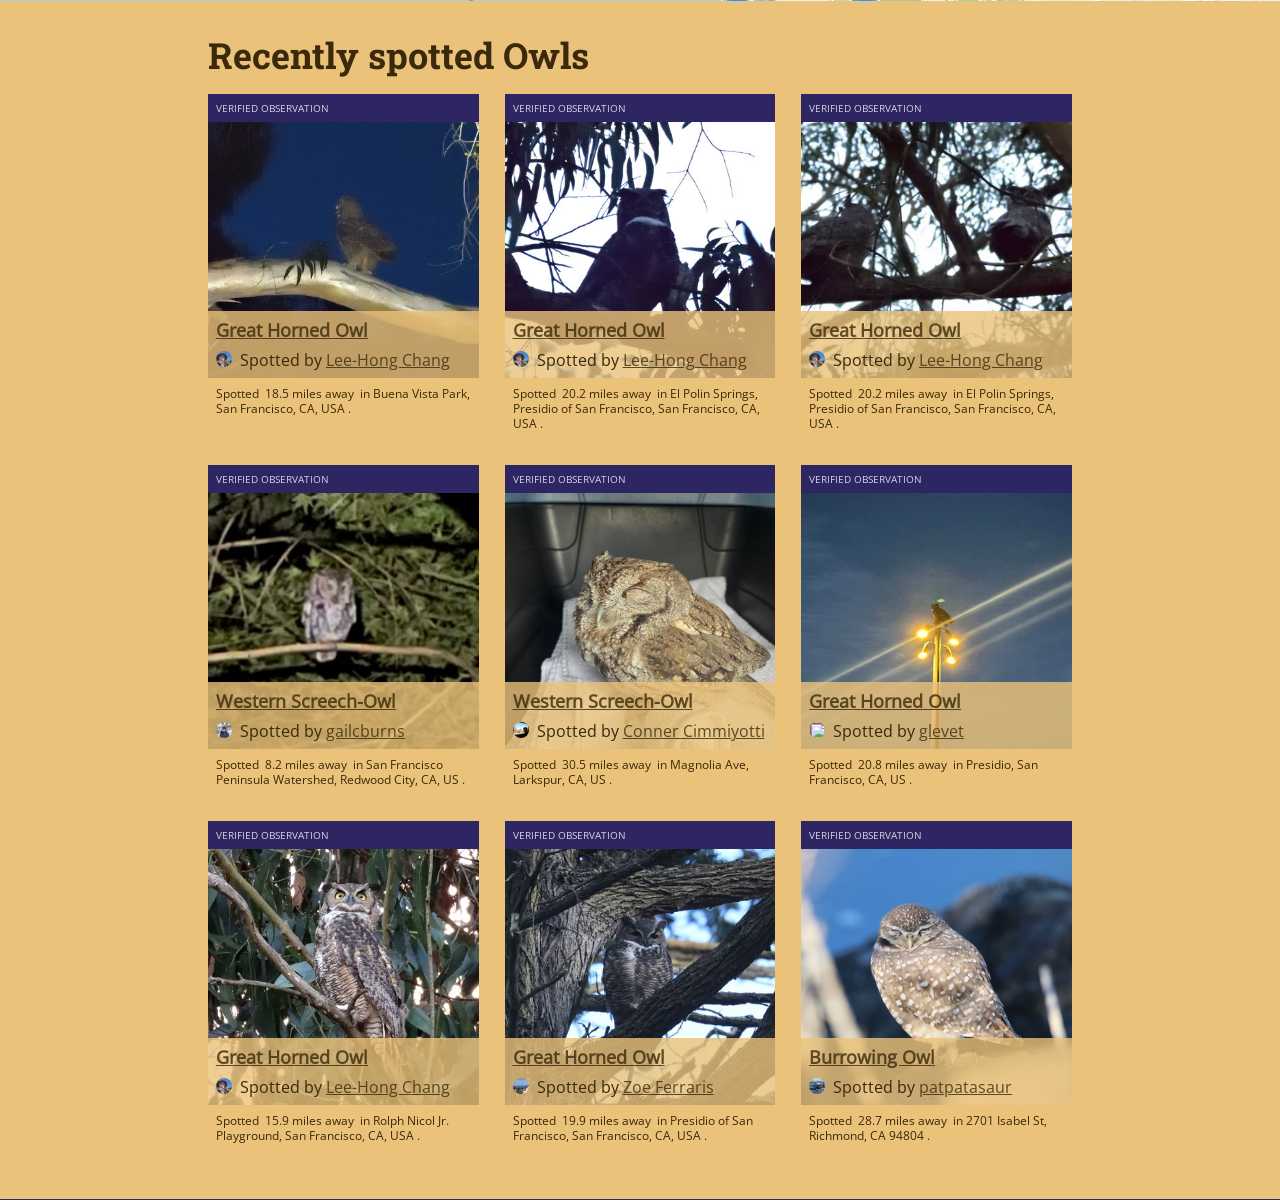 Recently spotted Owls
VERIFIED OBSERVATION
Great Horned Owl
Spotted by Lee-Hong Chang
Spotted 18.5 miles away in Buena Vista Park,
San Francisco, CA, USA .
VERIFIED OBSERVATION
Great Horned Owl
Spotted by Lee-Hong Chang
Spotted 20.2 miles away in El Polin Springs,
Presidio of San Francisco, San Francisco, CA,
USA .
VERIFIED OBSERVATION
Great Horned Owl
Spotted by Lee-Hong Chang
Spotted 20.2 miles away in El Polin Springs,
Presidio of San Francisco, San Francisco, CA,
USA .
VERIFIED OBSERVATION
Western Screech-Owl
Spotted by gailcburns
Spotted 8.2 miles away in San Francisco
Peninsula Watershed, Redwood City, CA, US .
VERIFIED OBSERVATION
Western Screech-Owl
Spotted by Conner Cimmiyotti
Spotted 30.5 miles away in Magnolia Ave,
Larkspur, CA, US .
VERIFIED OBSERVATION
Great Horned Owl
Spotted by glevet
Spotted 20.8 miles away in Presidio, San
Francisco, CA, US .
VERIFIED OBSERVATION
Great Horned Owl
Spotted by Lee-Hong Chang
Spotted 15.9 miles away in Rolph Nicol Jr.
Playground, San Francisco, CA, USA .
VERIFIED OBSERVATION
Great Horned Owl
Spotted by Zoe Ferraris
Spotted 19.9 miles away in Presidio of San
Francisco, San Francisco, CA, USA .
VERIFIED OBSERVATION
Burrowing Owl
Spotted by patpatasaur
Spotted 28.7 miles away in 2701 Isabel St,
Richmond, CA 94804 .